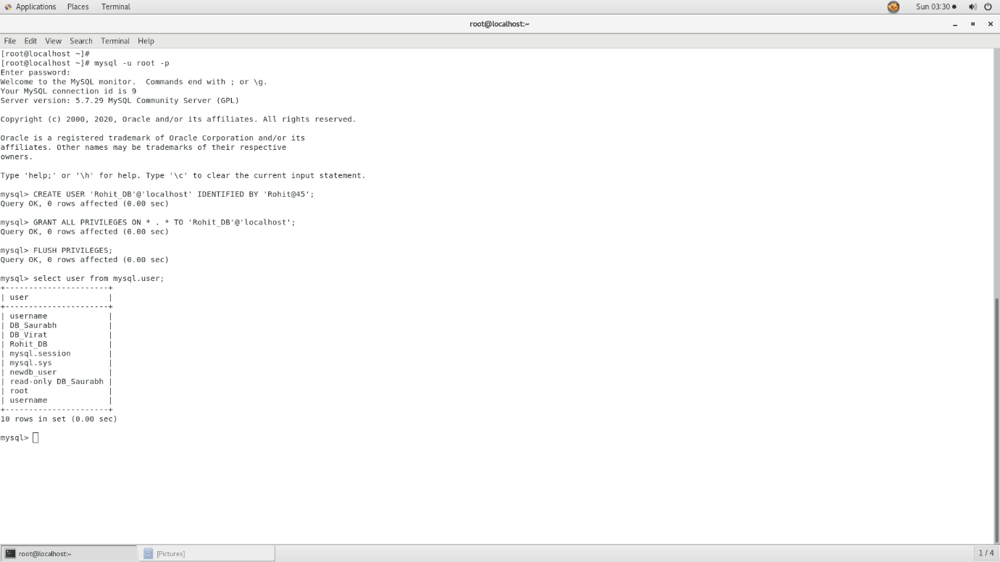 Applications Places Terminal Sun 03:30
root@localhost:~
File Edit View Search Terminal Help
[root@localhost ~]#
[root@localhost ~]# mysql -u root -p
Enter password:
Welcome to the MySQL monitor.  Commands end with ; or \g.
Your MySQL connection id is 9
Server version: 5.7.29 MySQL Community Server (GPL)
Copyright (c) 2000, 2020, Oracle and/or its affiliates. All rights reserved.
Oracle is a registered trademark of Oracle Corporation and/or its
affiliates. Other names may be trademarks of their respective
owners.
Type 'help;' or '\h' for help. Type '\c' to clear the current input statement.
mysql> CREATE USER 'Rohit_DB'@'localhost' IDENTIFIED BY 'Rohit@45';
Query OK, 0 rows affected (0.00 sec)
mysql> GRANT ALL PRIVILEGES ON * . * TO 'Rohit_DB'@'localhost';
Query OK, 0 rows affected (0.00 sec)
mysql> FLUSH PRIVILEGES;
Query OK, 0 rows affected (0.00 sec)
mysql> select user from mysql.user;
+----------------------+
| user                 |
+----------------------+
| username             |
| DB_Saurabh           |
| DB_Virat             |
| Rohit_DB             |
| mysql.session        |
| mysql.sys            |
| newdb_user           |
| read-only DB_Saurabh |
| root                 |
| username             |
+----------------------+
10 rows in set (0.00 sec)
mysql>
root@localhost:~ [Pictures] 1 / 4